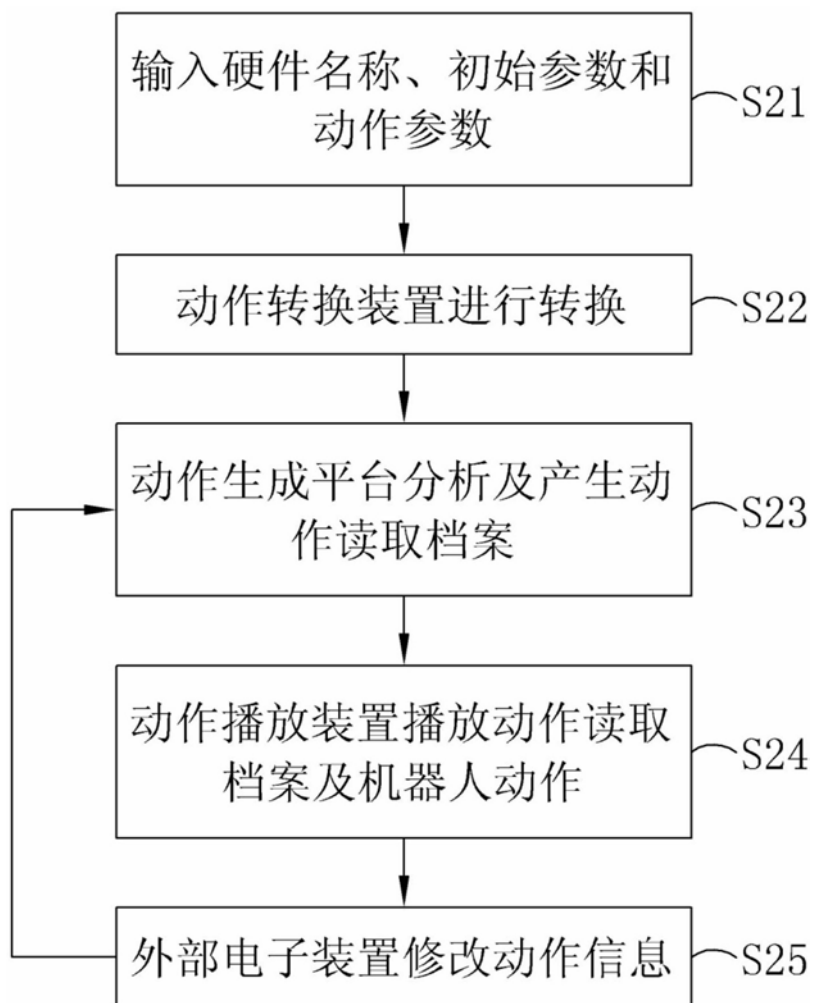 输入硬件名称、初始参数和
动作参数
S21
动作转换装置进行转换
S22
动作生成平台分析及产生动
作读取档案
S23
动作播放装置播放动作读取
档案及机器人动作
S24
外部电子装置修改动作信息
S25